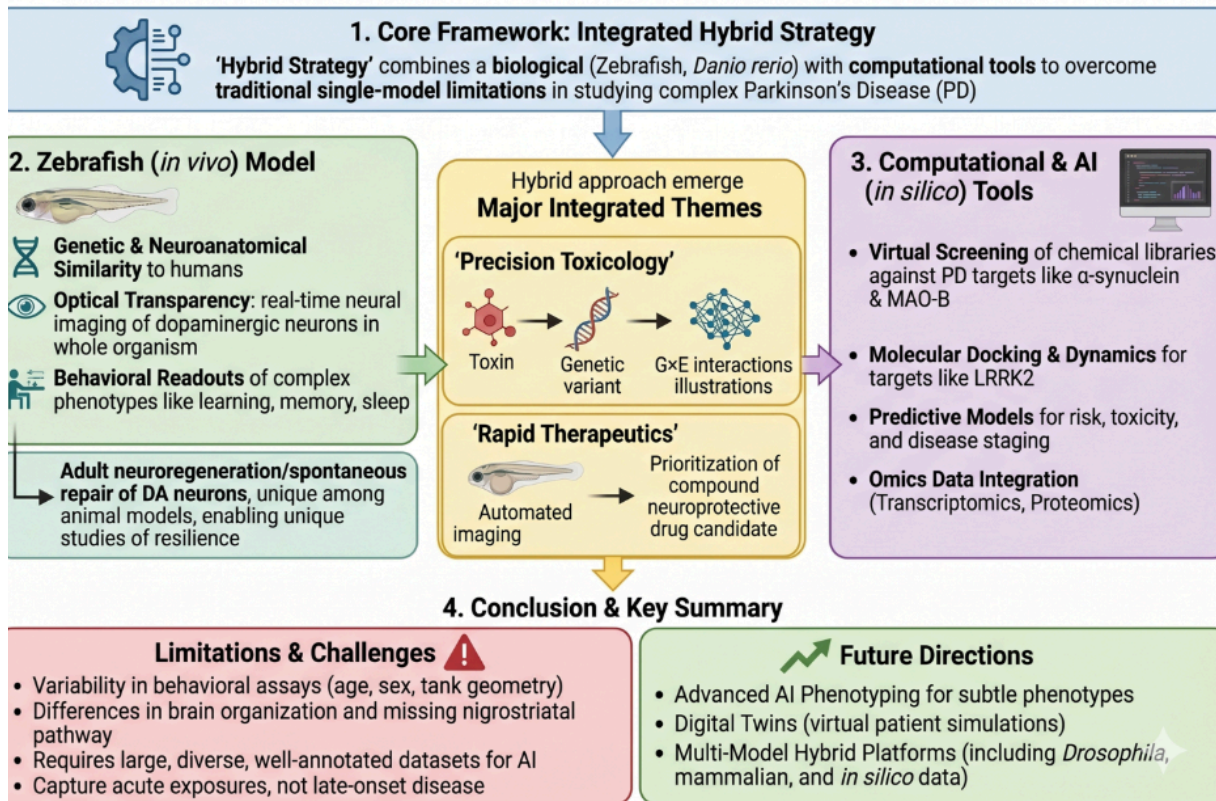 1. Core Framework: Integrated Hybrid Strategy
‘Hybrid Strategy’ combines a biological (Zebrafish, Danio rerio) with computational tools to overcome
traditional single-model limitations in studying complex Parkinson’s Disease (PD)
2. Zebrafish (in vivo) Model
Genetic & Neuroanatomical
Similarity to humans
Optical Transparency: real-time neural
imaging of dopaminergic neurons in
whole organism
Behavioral Readouts of complex
phenotypes like learning, memory, sleep
Adult neuroregeneration/spontaneous
repair of DA neurons, unique among
animal models, enabling unique
studies of resilience
Hybrid approach emerge
Major Integrated Themes
‘Precision Toxicology’
Toxin
Genetic
variant
G×E interactions
illustrations
‘Rapid Therapeutics’
Automated
imaging
Prioritization of
compound
neuroprotective
drug candidate
3. Computational & AI
(in silico) Tools
• Virtual Screening of chemical libraries
against PD targets like α-synuclein
& MAO-B
• Molecular Docking & Dynamics for
targets like LRRK2
• Predictive Models for risk, toxicity,
and disease staging
• Omics Data Integration
(Transcriptomics, Proteomics)
4. Conclusion & Key Summary
Limitations & Challenges
• Variability in behavioral assays (age, sex, tank geometry)
• Differences in brain organization and missing nigrostriatal
pathway
• Requires large, diverse, well-annotated datasets for AI
• Capture acute exposures, not late-onset disease
Future Directions
• Advanced AI Phenotyping for subtle phenotypes
• Digital Twins (virtual patient simulations)
• Multi-Model Hybrid Platforms (including Drosophila,
mammalian, and in silico data)